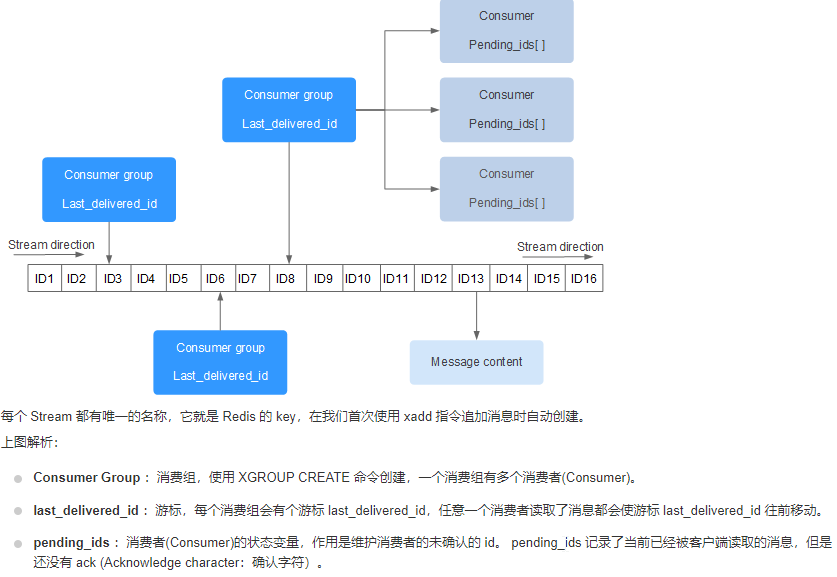 Consumer
Pending_ids[ ]
Consumer group
Last_delivered_id
Consumer
Pending_ids[ ]
Consumer group
Last_delivered_id
Consumer
Pending_ids[ ]
Stream direction
Stream direction
ID1 ID2 ID3 ID4 ID5 ID6 ID7 ID8 ID9 ID10 ID11 ID12 ID13 ID14 ID15 ID16
Consumer group
Last_delivered_id
Message content
每个 Stream 都有唯一的名称，它就是 Redis 的 key，在我们首次使用 xadd 指令追加消息时自动创建。
上图解析：
Consumer Group ：消费组，使用 XGROUP CREATE 命令创建，一个消费组有多个消费者(Consumer)。
last_delivered_id ：游标，每个消费组会有个游标 last_delivered_id，任意一个消费者读取了消息都会使游标 last_delivered_id 往前移动。
pending_ids ：消费者(Consumer)的状态变量，作用是维护消费者的未确认的 id。 pending_ids 记录了当前已经被客户端读取的消息，但是
还没有 ack (Acknowledge character：确认字符）。